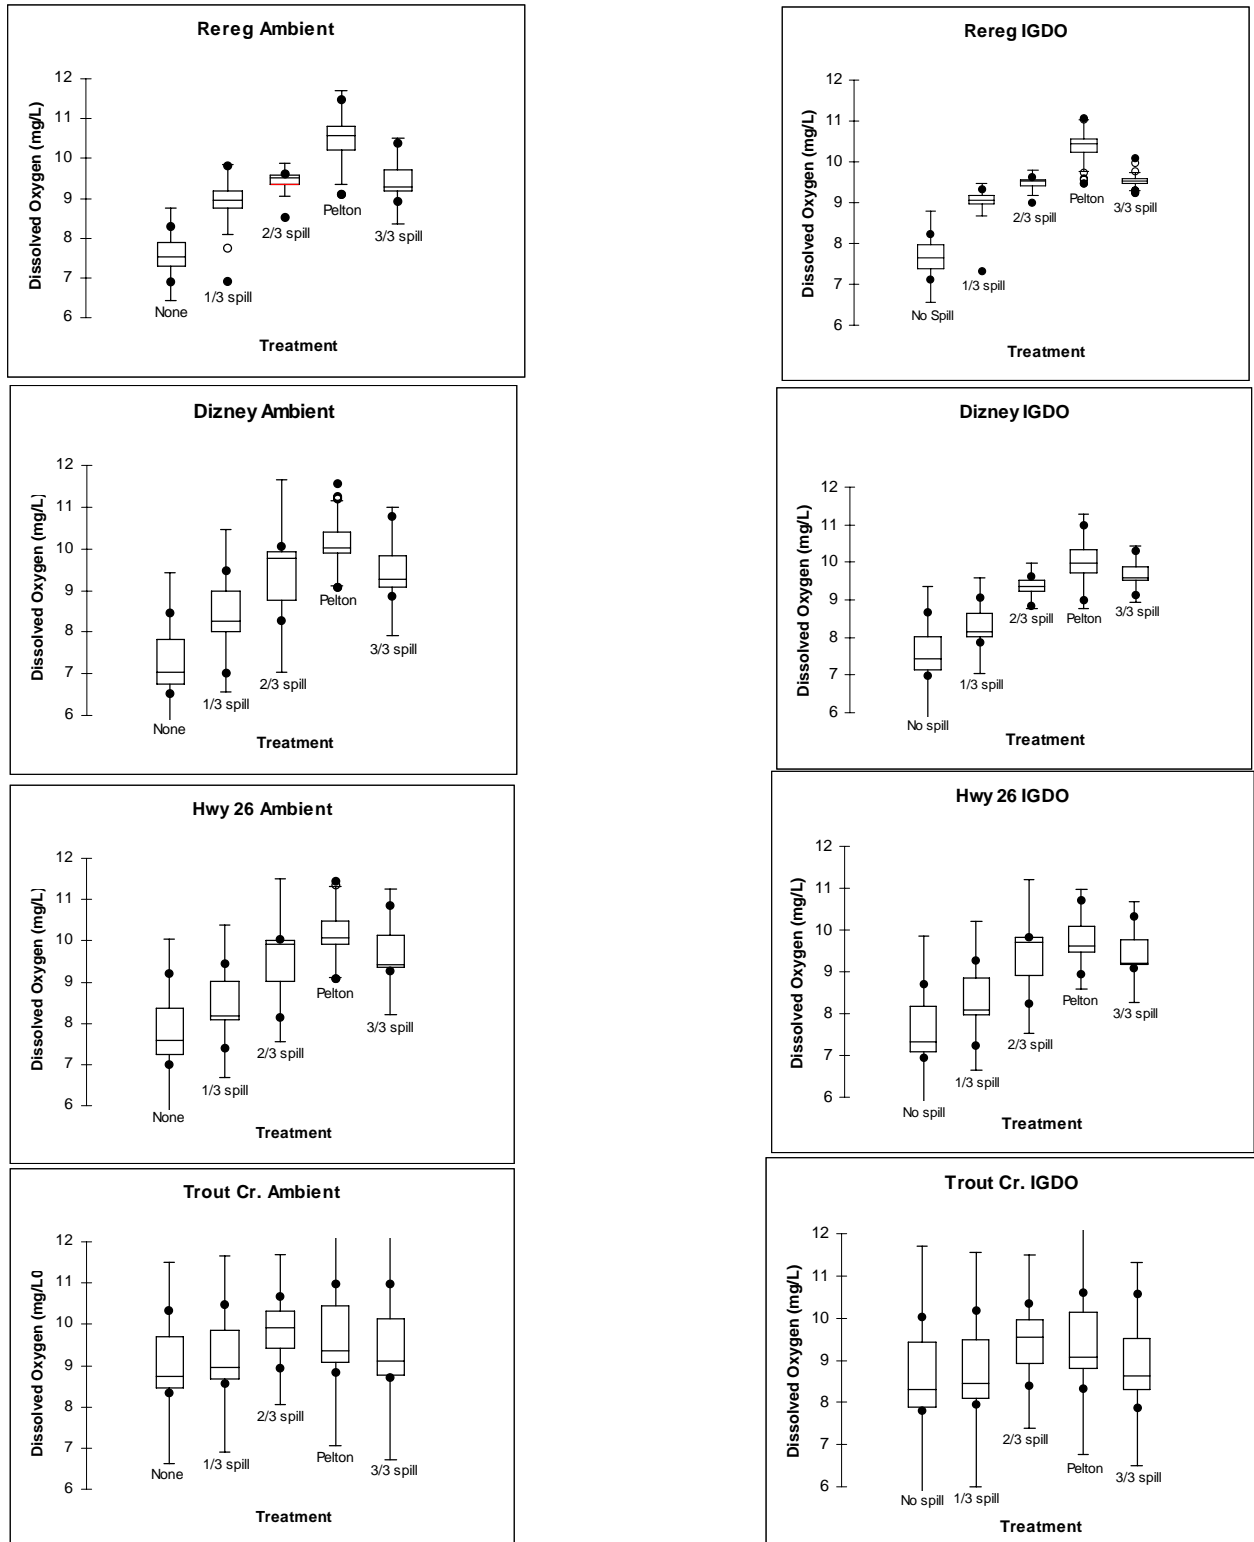 Rereg Ambient
Dissolved Oxygen (mg/L)
12
11
10
9
8
7
6
None
1/3 spill
2/3 spill
Pelton
3/3 spill
Treatment
Rereg IGDO
Dissolved Oxygen (mg/L)
12
11
10
9
8
7
6
No Spill
1/3 spill
2/3 spill
Pelton
3/3 spill
Treatment
Dizney Ambient
Dissolved Oxygen (mg/L]
12
11
10
9
8
7
6
None
1/3 spill
2/3 spill
Pelton
3/3 spill
Treatment
Dizney IGDO
Dissolved Oxygen (mg/L)
12
11
10
9
8
7
6
No spill
1/3 spill
2/3 spill
Pelton
3/3 spill
Treatment
Hwy 26 Ambient
Dissolved Oxygen (mg/L]
12
11
10
9
8
7
6
None
1/3 spill
2/3 spill
Pelton
3/3 spill
Treatment
Hwy 26 IGDO
Dissolved Oxygen (mg/L)
12
11
10
9
8
7
6
No spill
1/3 spill
2/3 spill
Pelton
3/3 spill
Treatment
Trout Cr. Ambient
Dissolved Oxygen (mg/L0
12
11
10
9
8
7
6
None
1/3 spill
2/3 spill
Pelton
3/3 spill
Treatment
Trout Cr. IGDO
Dissolved Oxygen (mg/L)
12
11
10
9
8
7
6
No spill
1/3 spill
2/3 spill
Pelton
3/3 spill
Treatment